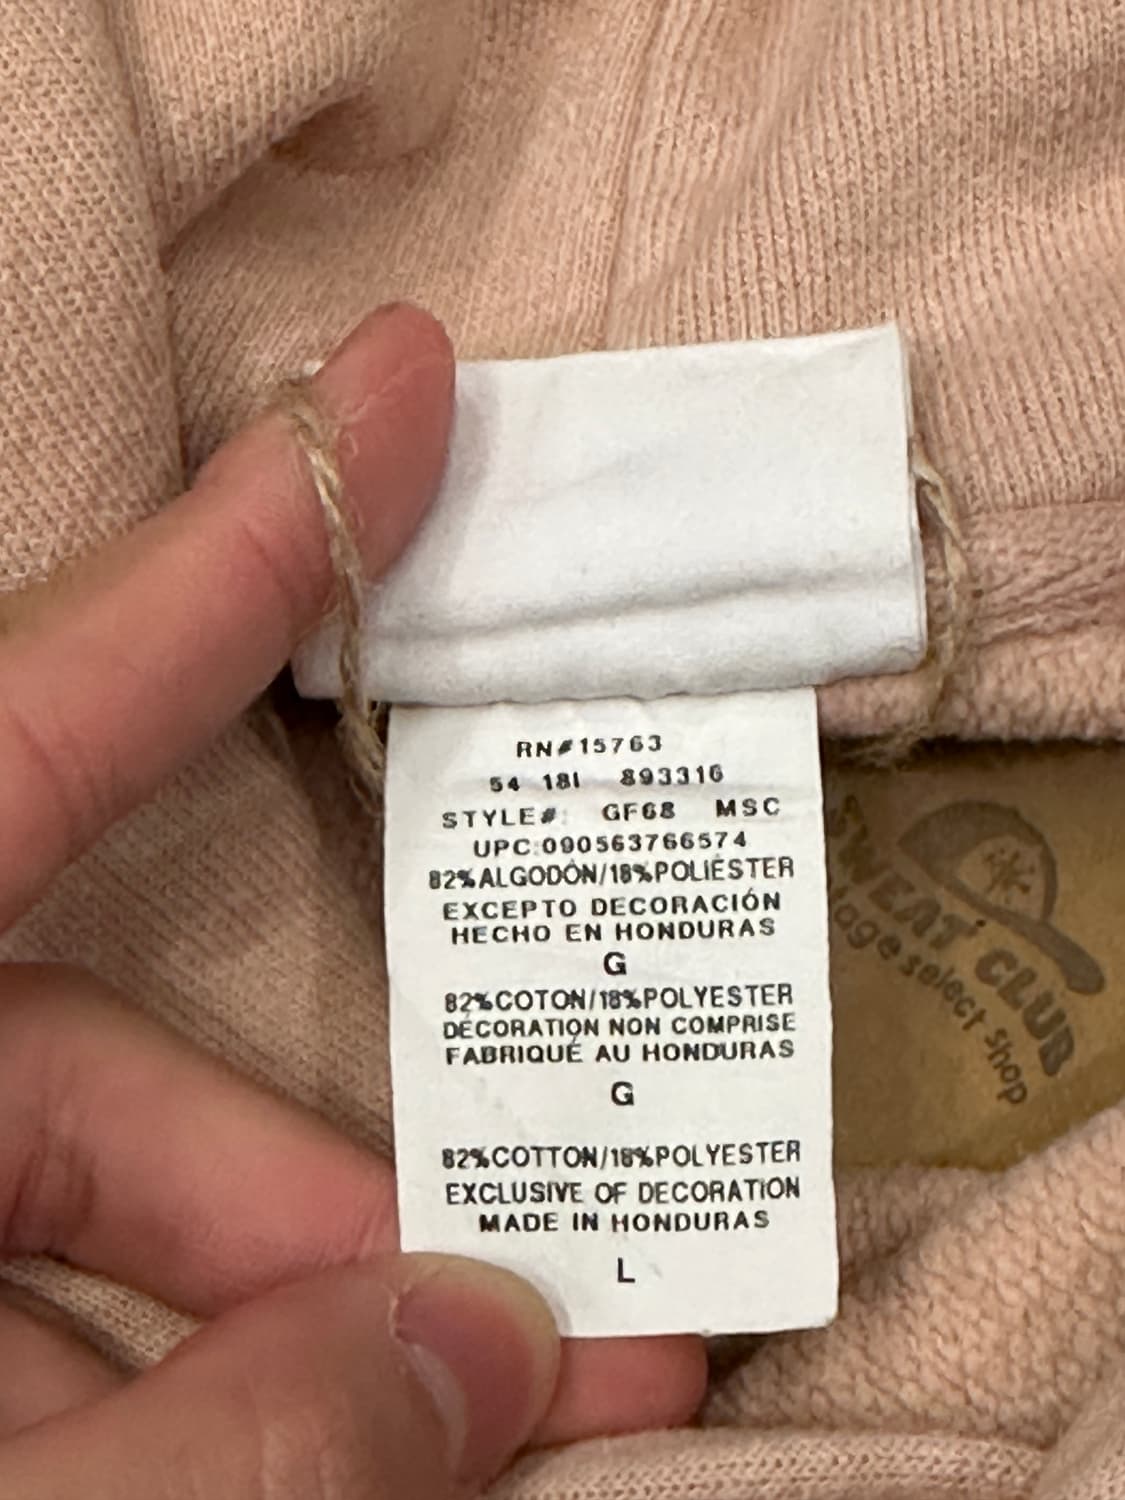 RN#15763
54 18I 893316
STYLE#: GF68 MSC
UPC:090563766574
82%ALGODÓN/18%POLIÉSTER
EXCEPTO DECORACIÓN
HECHO EN HONDURAS
G
82%COTON/18%POLYESTER
DÉCORATION NON COMPRISE
FABRIQUÉ AU HONDURAS
G
82%COTTON/18%POLYESTER
EXCLUSIVE OF DECORATION
MADE IN HONDURAS
L
SWEAT CLUB
select shop